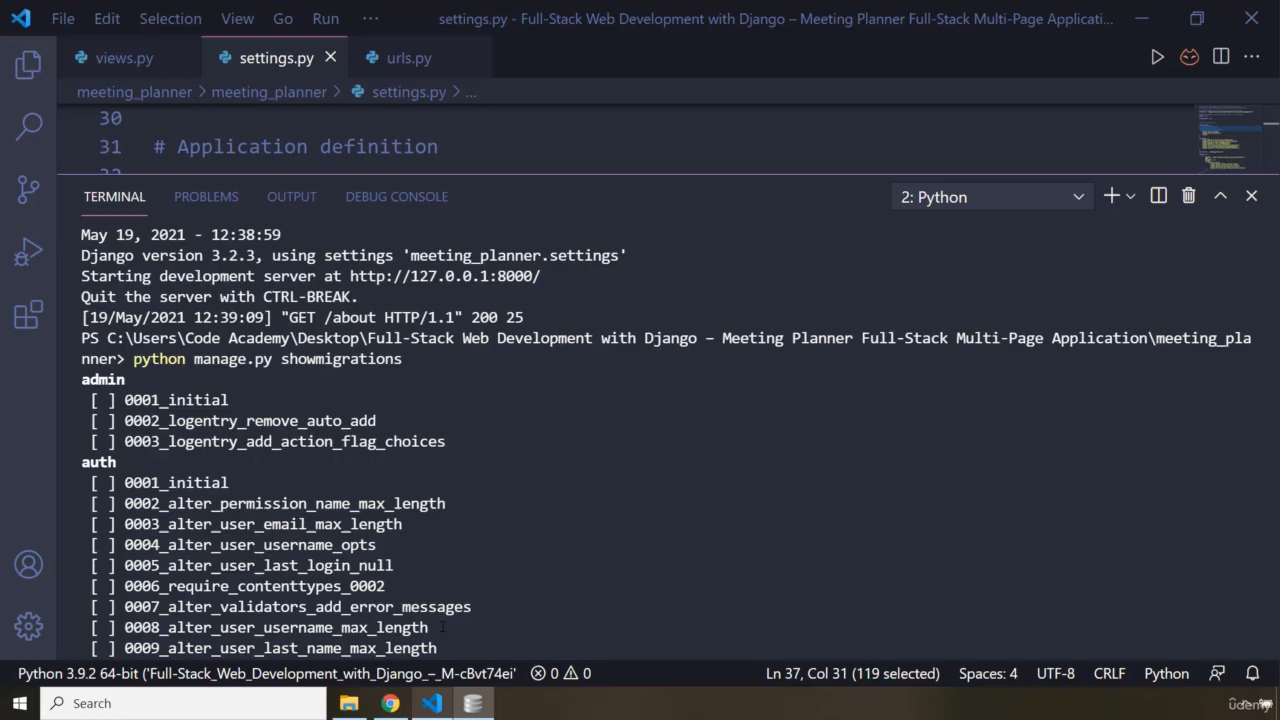 File Edit Selection View Go Run ··· settings.py - Full-Stack Web Development with Django – Meeting Planner Full-Stack Multi-Page Applicati...
views.py settings.py urls.py
meeting_planner > meeting_planner > settings.py > ...
30
31 # Application definition
TERMINAL PROBLEMS OUTPUT DEBUG CONSOLE 2: Python
May 19, 2021 - 12:38:59
Django version 3.2.3, using settings 'meeting_planner.settings'
Starting development server at http://127.0.0.1:8000/
Quit the server with CTRL-BREAK.
[19/May/2021 12:39:09] "GET /about HTTP/1.1" 200 25
PS C:\Users\Code Academy\Desktop\Full-Stack Web Development with Django – Meeting Planner Full-Stack Multi-Page Application\meeting_pla
nner> python manage.py showmigrations
admin
[ ] 0001_initial
[ ] 0002_logentry_remove_auto_add
[ ] 0003_logentry_add_action_flag_choices
auth
[ ] 0001_initial
[ ] 0002_alter_permission_name_max_length
[ ] 0003_alter_user_email_max_length
[ ] 0004_alter_user_username_opts
[ ] 0005_alter_user_last_login_null
[ ] 0006_require_contenttypes_0002
[ ] 0007_alter_validators_add_error_messages
[ ] 0008_alter_user_username_max_length
[ ] 0009_alter_user_last_name_max_length
Python 3.9.2 64-bit ('Full-Stack_Web_Development_with_Django_–_M-cBvt74ei' 0 0 Ln 37, Col 31 (119 selected) Spaces: 4 UTF-8 CRLF Python
Search
udemy